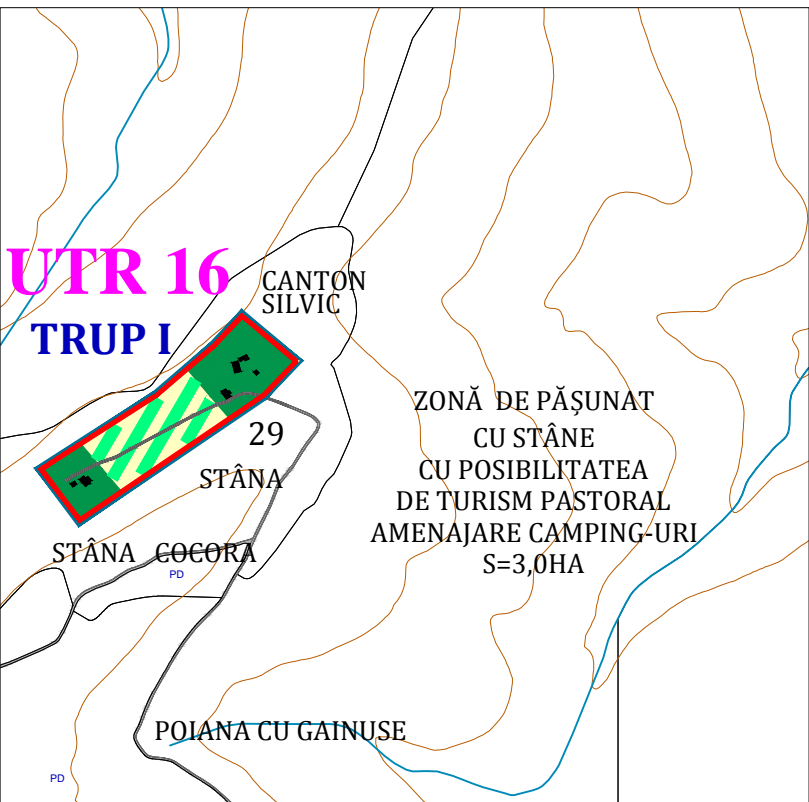 UTR 16
TRUP I
CANTON
SILVIC
29
STÂNA
STÂNA COCORA
PD
ZONĂ DE PĂŞUNAT
CU STÂNE
CU POSIBILITATEA
DE TURISM PASTORAL
AMENAJARE CAMPING-URI
S=3,0HA
POIANA CU GAINUSE
PD